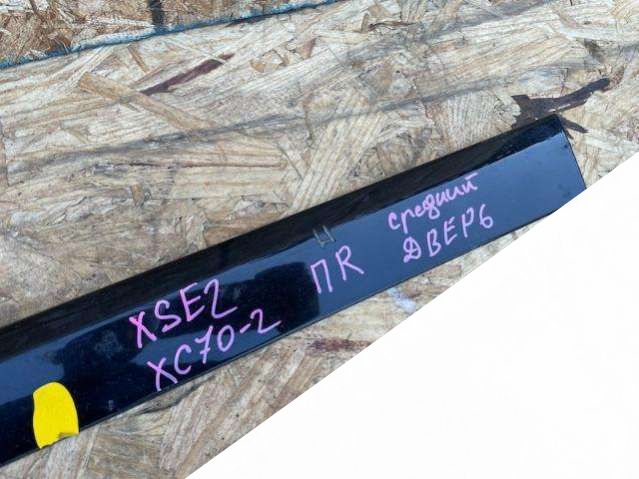 XSE2
XC70-2
ПR
средний
ДВЕРЬ